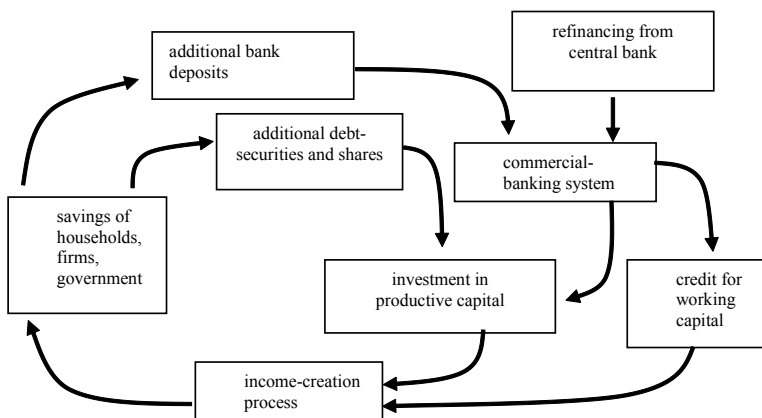 additional bank
deposits
refinancing from
central bank
additional debt-
securities and shares
commercial-
banking system
savings of
households,
firms,
government
investment in
productive capital
credit for
working
capital
income-creation
process